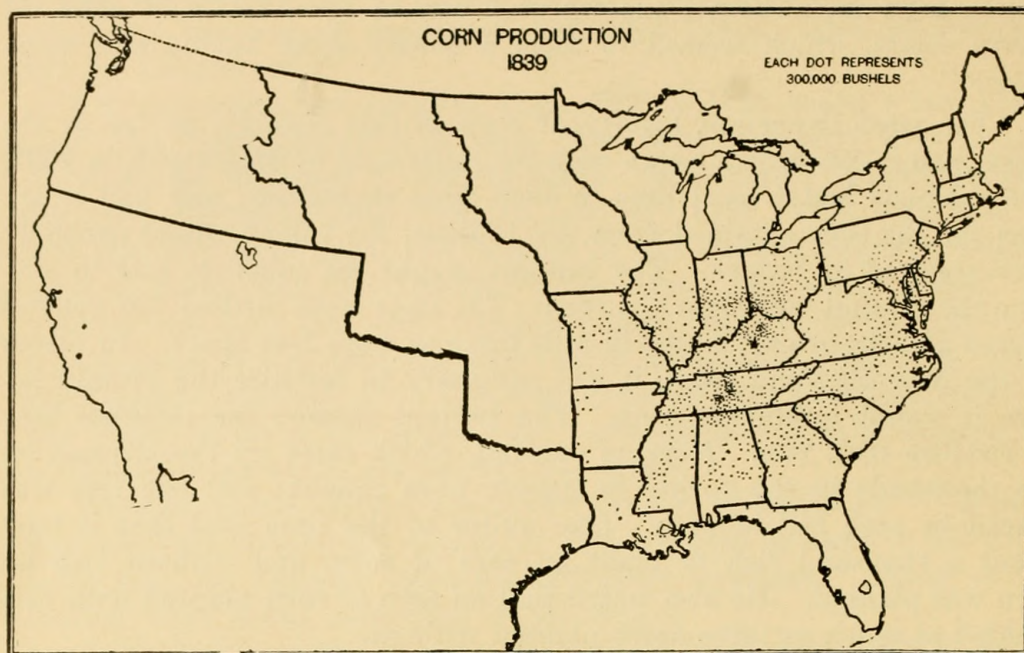 CORN PRODUCTION
1839
EACH DOT REPRESENTS
300,000 BUSHELS